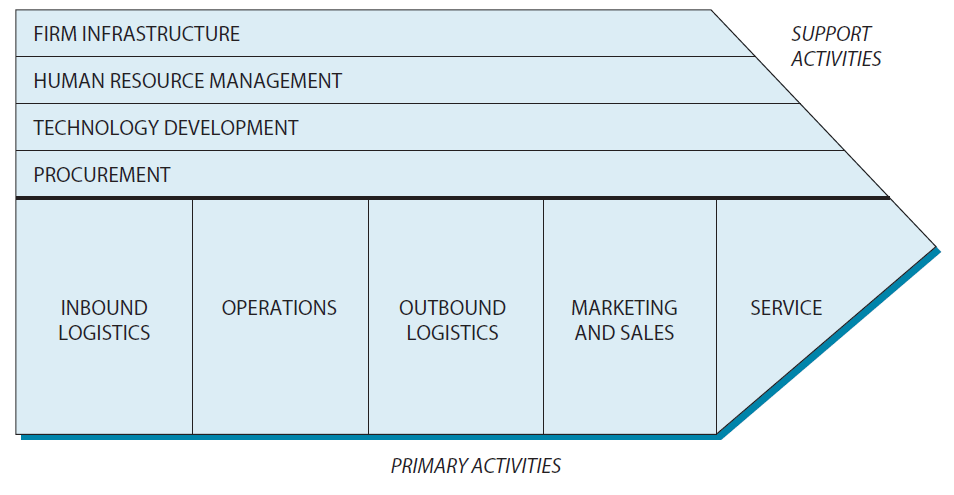 FIRM INFRASTRUCTURE
SUPPORT
ACTIVITIES
HUMAN RESOURCE MANAGEMENT
TECHNOLOGY DEVELOPMENT
PROCUREMENT
INBOUND
LOGISTICS
OPERATIONS
OUTBOUND
LOGISTICS
MARKETING
AND SALES
SERVICE
PRIMARY ACTIVITIES